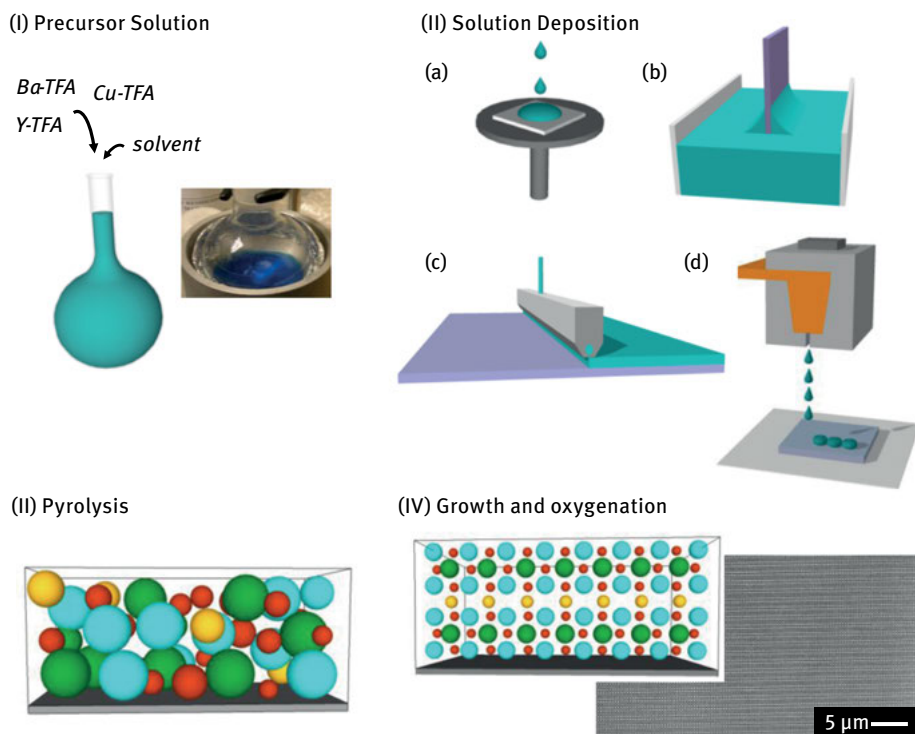 (I) Precursor Solution
Ba-TFA
Cu-TFA
Y-TFA
solvent
(II) Solution Deposition
(a)
(b)
(c)
(d)
(II) Pyrolysis
(IV) Growth and oxygenation
5 µm